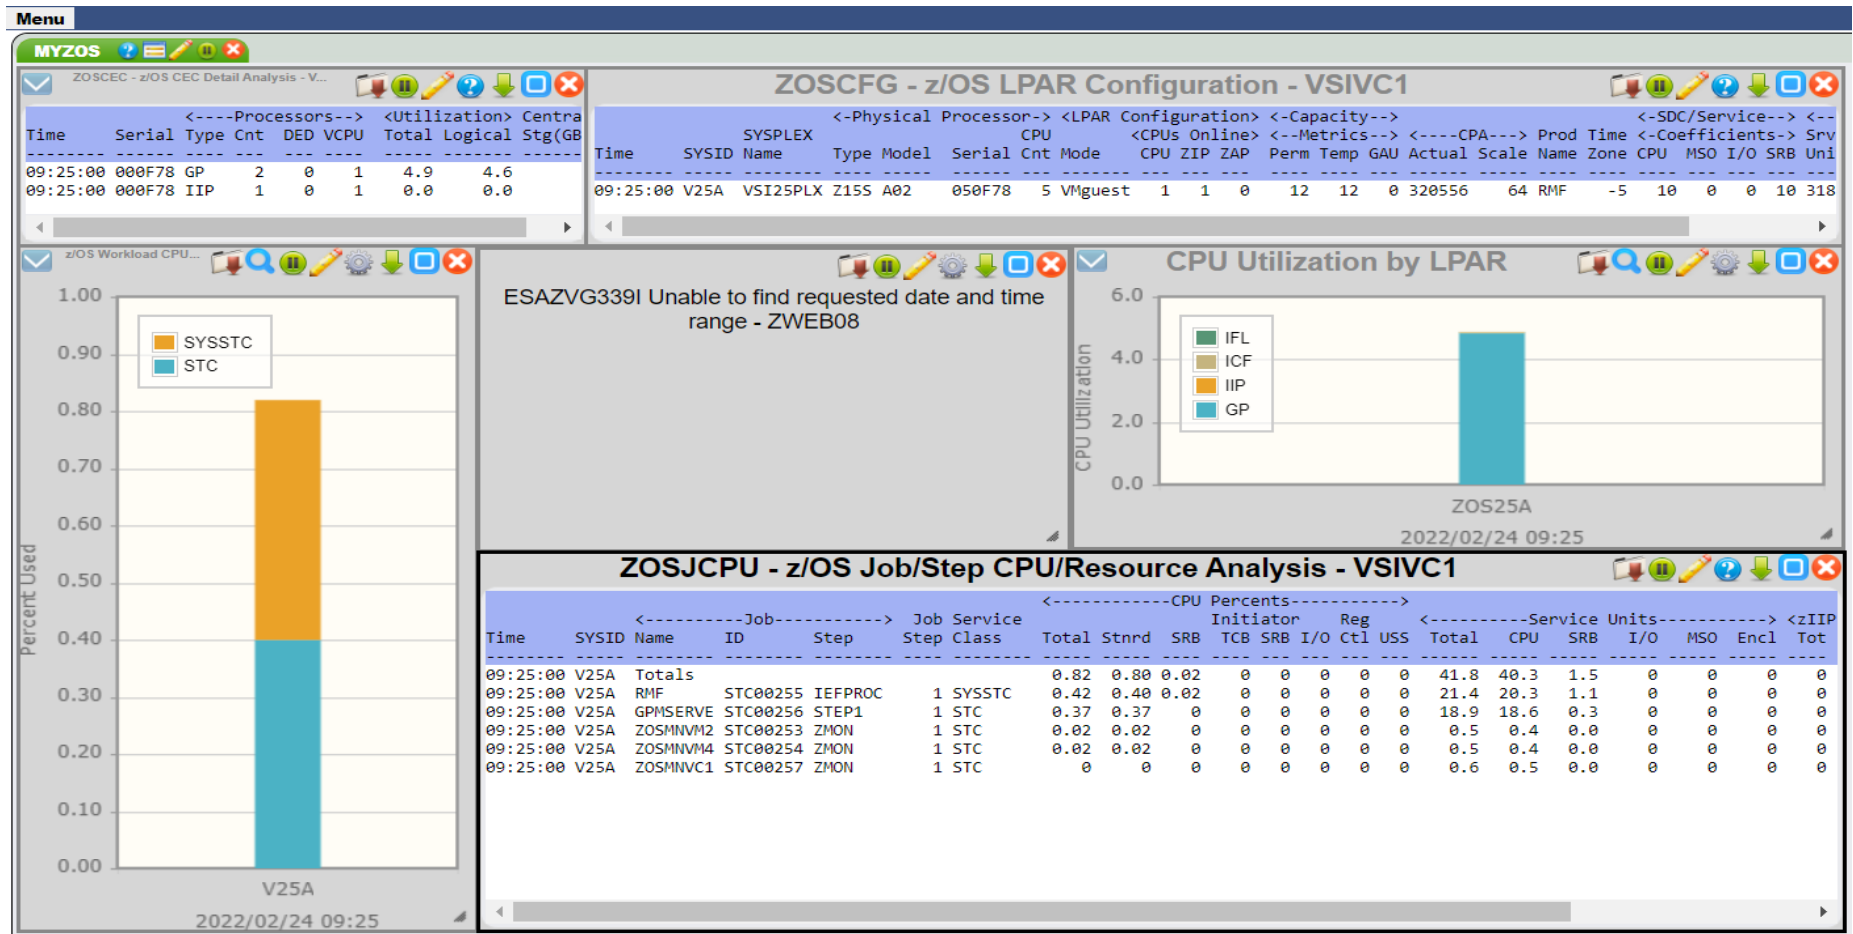 Menu
MYZOS
ZOSCEC - z/OS CEC Detail Analysis - V...
<----Processors--> <Utilization> Centra
Time Serial Type Cnt DED VCPU Total Logical Stg(GB
-------- ------ ---- --- --- ---- ----- ------- ------
09:25:00 000F78 GP 2 0 1 4.9 4.6
09:25:00 000F78 IIP 1 0 1 0.0 0.0
ZOSCFG - z/OS LPAR Configuration - VSIVC1
<-Physical Processor-> <LPAR Configuration> <-Capacity--> <-SDC/Service--> <--
SYSPLEX CPU <CPUs Online> <--Metrics--> <----CPA---> Prod Time <-Coefficients-> Srv
Time SYSID Name Type Model Serial Cnt Mode CPU ZIP ZAP Perm Temp GAU Actual Scale Name Zone CPU MSO I/O SRB Uni
-------- ----- -------- ---- ----- ------ --- -------- --- --- --- ---- ---- --- ------ ----- ---- ---- --- --- --- --- ---
09:25:00 V25A VSI25PLX Z15S A02 050F78 5 VMguest 1 1 0 12 12 0 320556 64 RMF -5 10 0 0 10 318
z/OS Workload CPU...
1.00
0.90
0.80
0.70
0.60
0.50
0.40
0.30
0.20
0.10
0.00
Percent Used
SYSSTC
STC
V25A
2022/02/24 09:25
ESAZVG339I Unable to find requested date and time
range - ZWEB08
CPU Utilization by LPAR
6.0
4.0
2.0
0.0
CPU Utilization
IFL
ICF
IIP
GP
ZOS25A
2022/02/24 09:25
ZOSJCPU - z/OS Job/Step CPU/Resource Analysis - VSIVC1
<------------CPU Percents----------->
<----------Job----------> Job Service Initiator Reg <----------Service Units-----------> <zIIP
Time SYSID Name ID Step Step Class Total Stnrd SRB TCB SRB I/O Ctl USS Total CPU SRB I/O MSO Encl Tot
-------- ----- -------- -------- -------- ---- -------- ----- ----- ---- ---- --- --- --- --- ------ ----- ----- ----- ----- ----- ----
09:25:00 V25A Totals 0.82 0.80 0.02 0 0 0 0 0 41.8 40.3 1.5 0 0 0 0
09:25:00 V25A RMF STC00255 IEFPROC 1 SYSSTC 0.42 0.40 0.02 0 0 0 0 0 21.4 20.3 1.1 0 0 0 0
09:25:00 V25A GPMSERVE STC00256 STEP1 1 STC 0.37 0.37 0 0 0 0 0 0 18.9 18.6 0.3 0 0 0 0
09:25:00 V25A ZOSMNVM2 STC00253 ZMON 1 STC 0.02 0.02 0 0 0 0 0 0 0.5 0.4 0.0 0 0 0 0
09:25:00 V25A ZOSMNVM4 STC00254 ZMON 1 STC 0.02 0.02 0 0 0 0 0 0 0.5 0.4 0.0 0 0 0 0
09:25:00 V25A ZOSMNVC1 STC00257 ZMON 1 STC 0 0 0 0 0 0 0 0 0.6 0.5 0.0 0 0 0 0